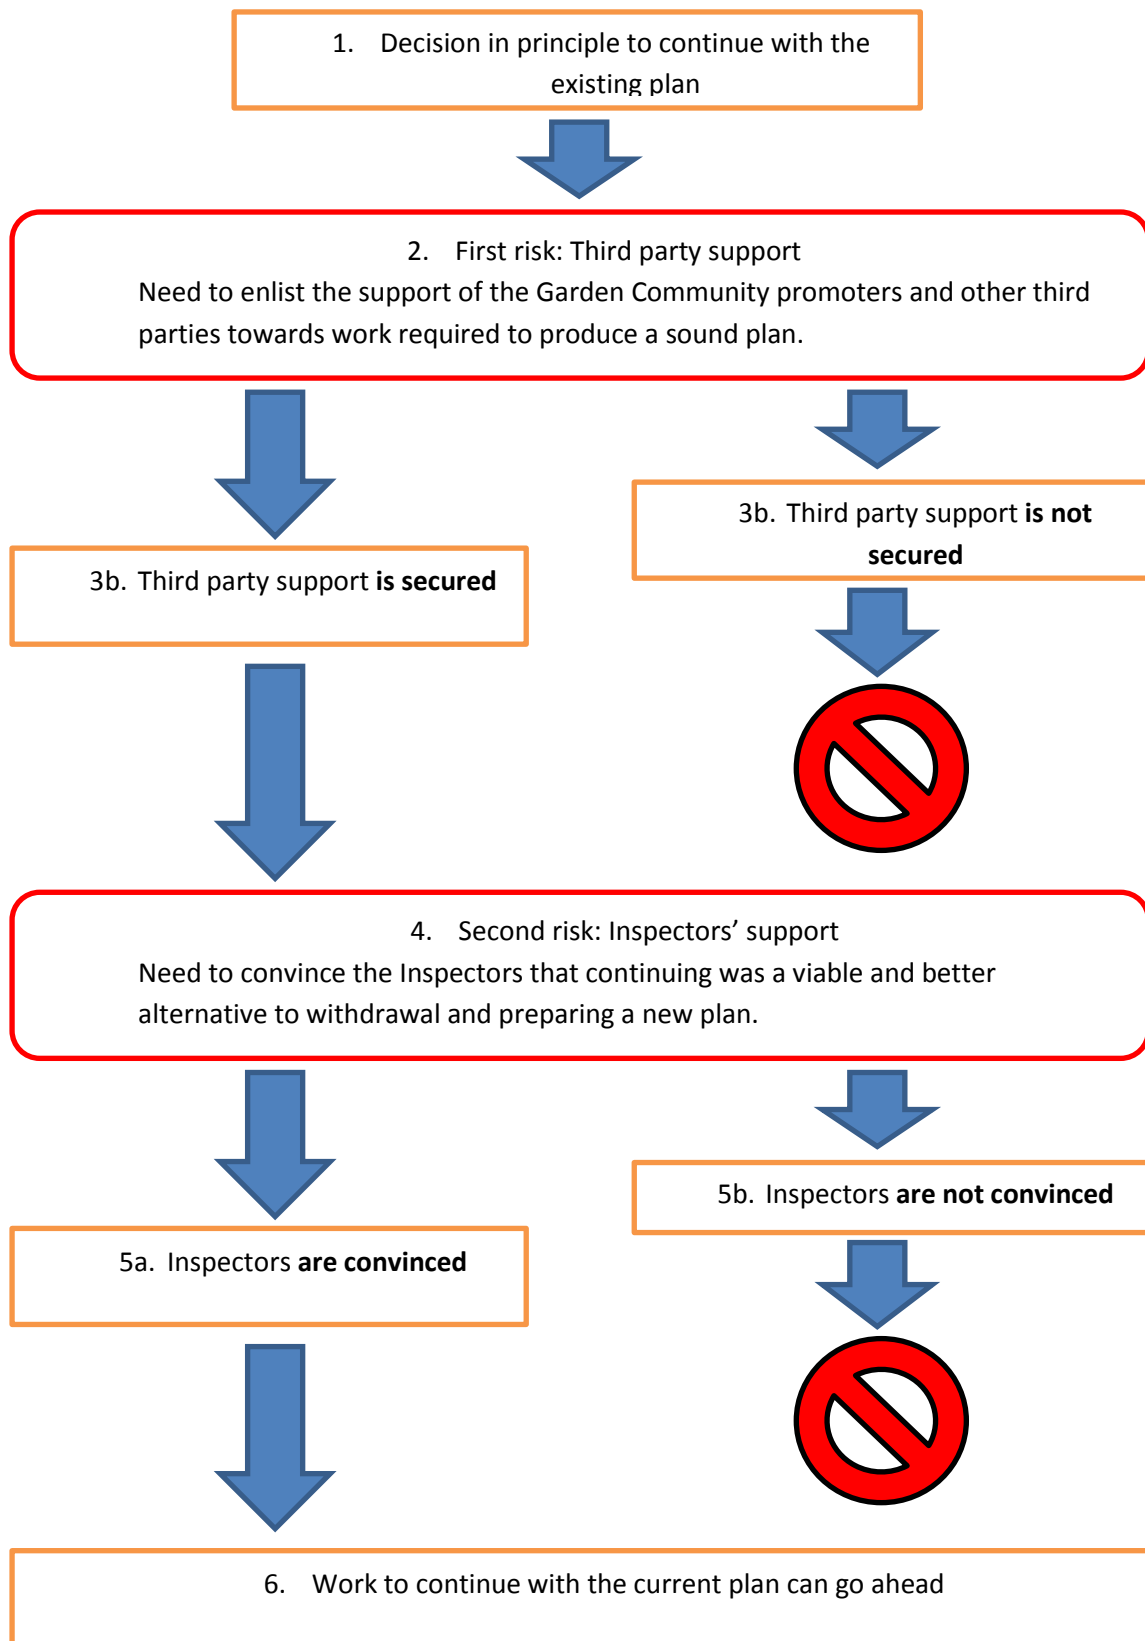 1. Decision in principle to continue with the
existing plan
2. First risk: Third party support
Need to enlist the support of the Garden Community promoters and other third
parties towards work required to produce a sound plan.
3b. Third party support is not
secured
3b. Third party support is secured
4. Second risk: Inspectors’ support
Need to convince the Inspectors that continuing was a viable and better
alternative to withdrawal and preparing a new plan.
5b. Inspectors are not convinced
5a. Inspectors are convinced
6. Work to continue with the current plan can go ahead